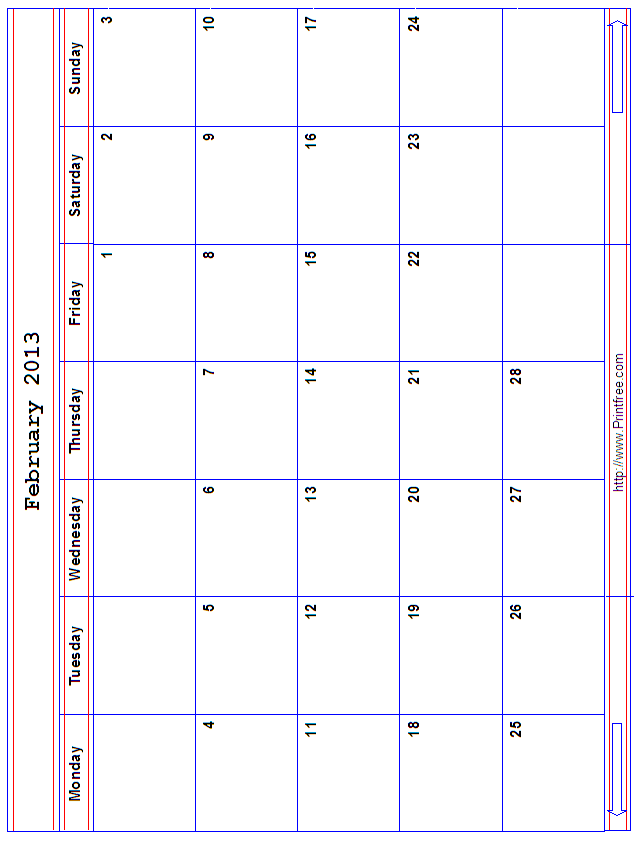 February 2013
Monday Tuesday Wednesday Thursday Friday Saturday Sunday
1 2 3
4 5 6 7 8 9 10
11 12 13 14 15 16 17
18 19 20 21 22 23 24
25 26 27 28
http://www.Printfree.com